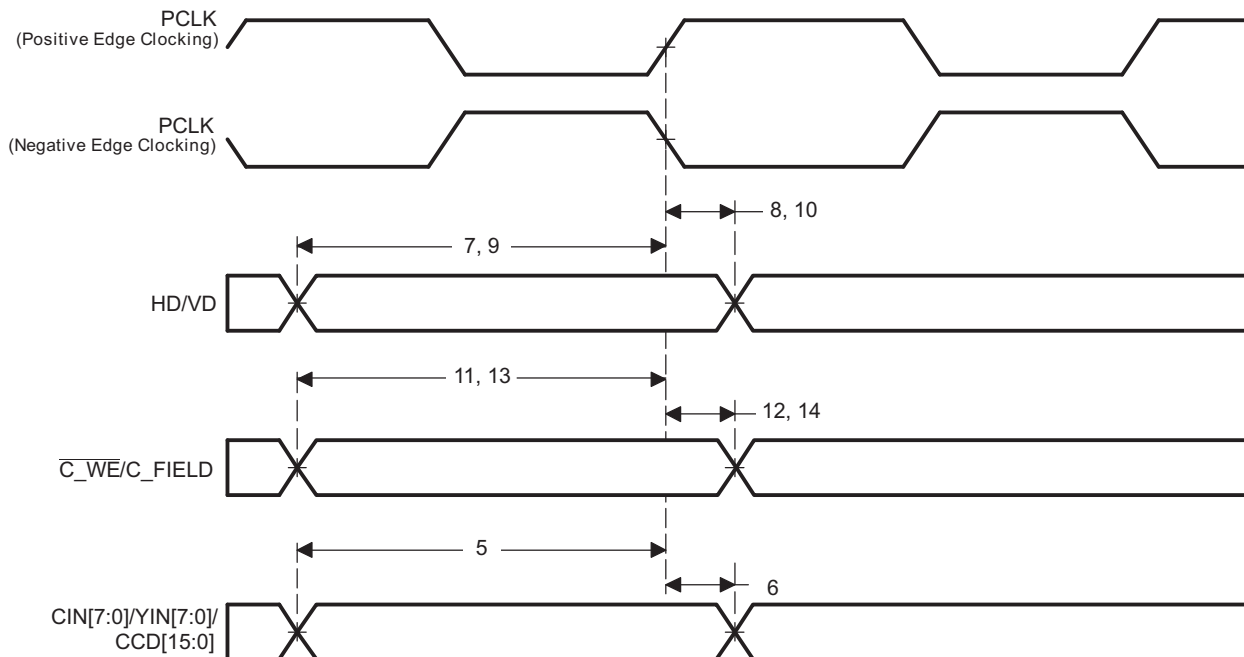 PCLK
(Positive Edge Clocking)
PCLK
(Negative Edge Clocking)
8, 10
7, 9
HD/VD
11, 13
12, 14
C_WE/C_FIELD
5
6
CIN[7:0]/YIN[7:0]/
CCD[15:0]